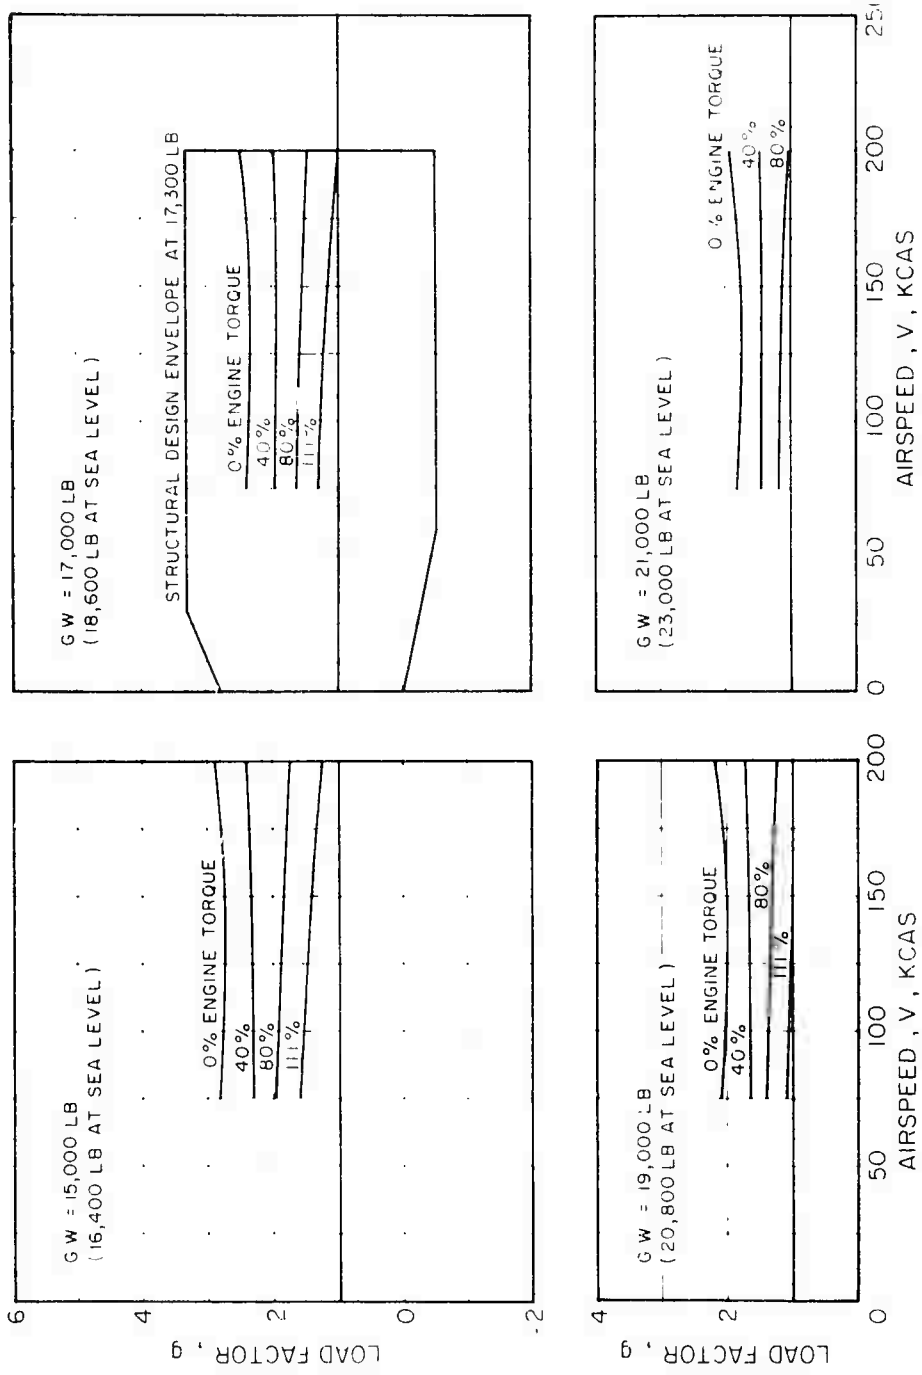 GW = 15,000 LB
(16,400 LB AT SEA LEVEL)
0% ENGINE TORQUE
40%
80%
111%
6
4
2
0
-2
LOAD FACTOR, g
GW = 17,000 LB
(18,600 LB AT SEA LEVEL)
STRUCTURAL DESIGN ENVELOPE AT 17,300 LB
0% ENGINE TORQUE
40%
80%
111%
GW = 19,000 LB
(20,800 LB AT SEA LEVEL)
0% ENGINE TORQUE
40%
80%
111%
4
2
0
LOAD FACTOR, g
0
50
100
150
200
AIRSPEED, V, KCAS
GW = 21,000 LB
(23,000 LB AT SEA LEVEL)
0% ENGINE TORQUE
40%
80%
0
50
100
150
200
AIRSPEED, V, KCAS